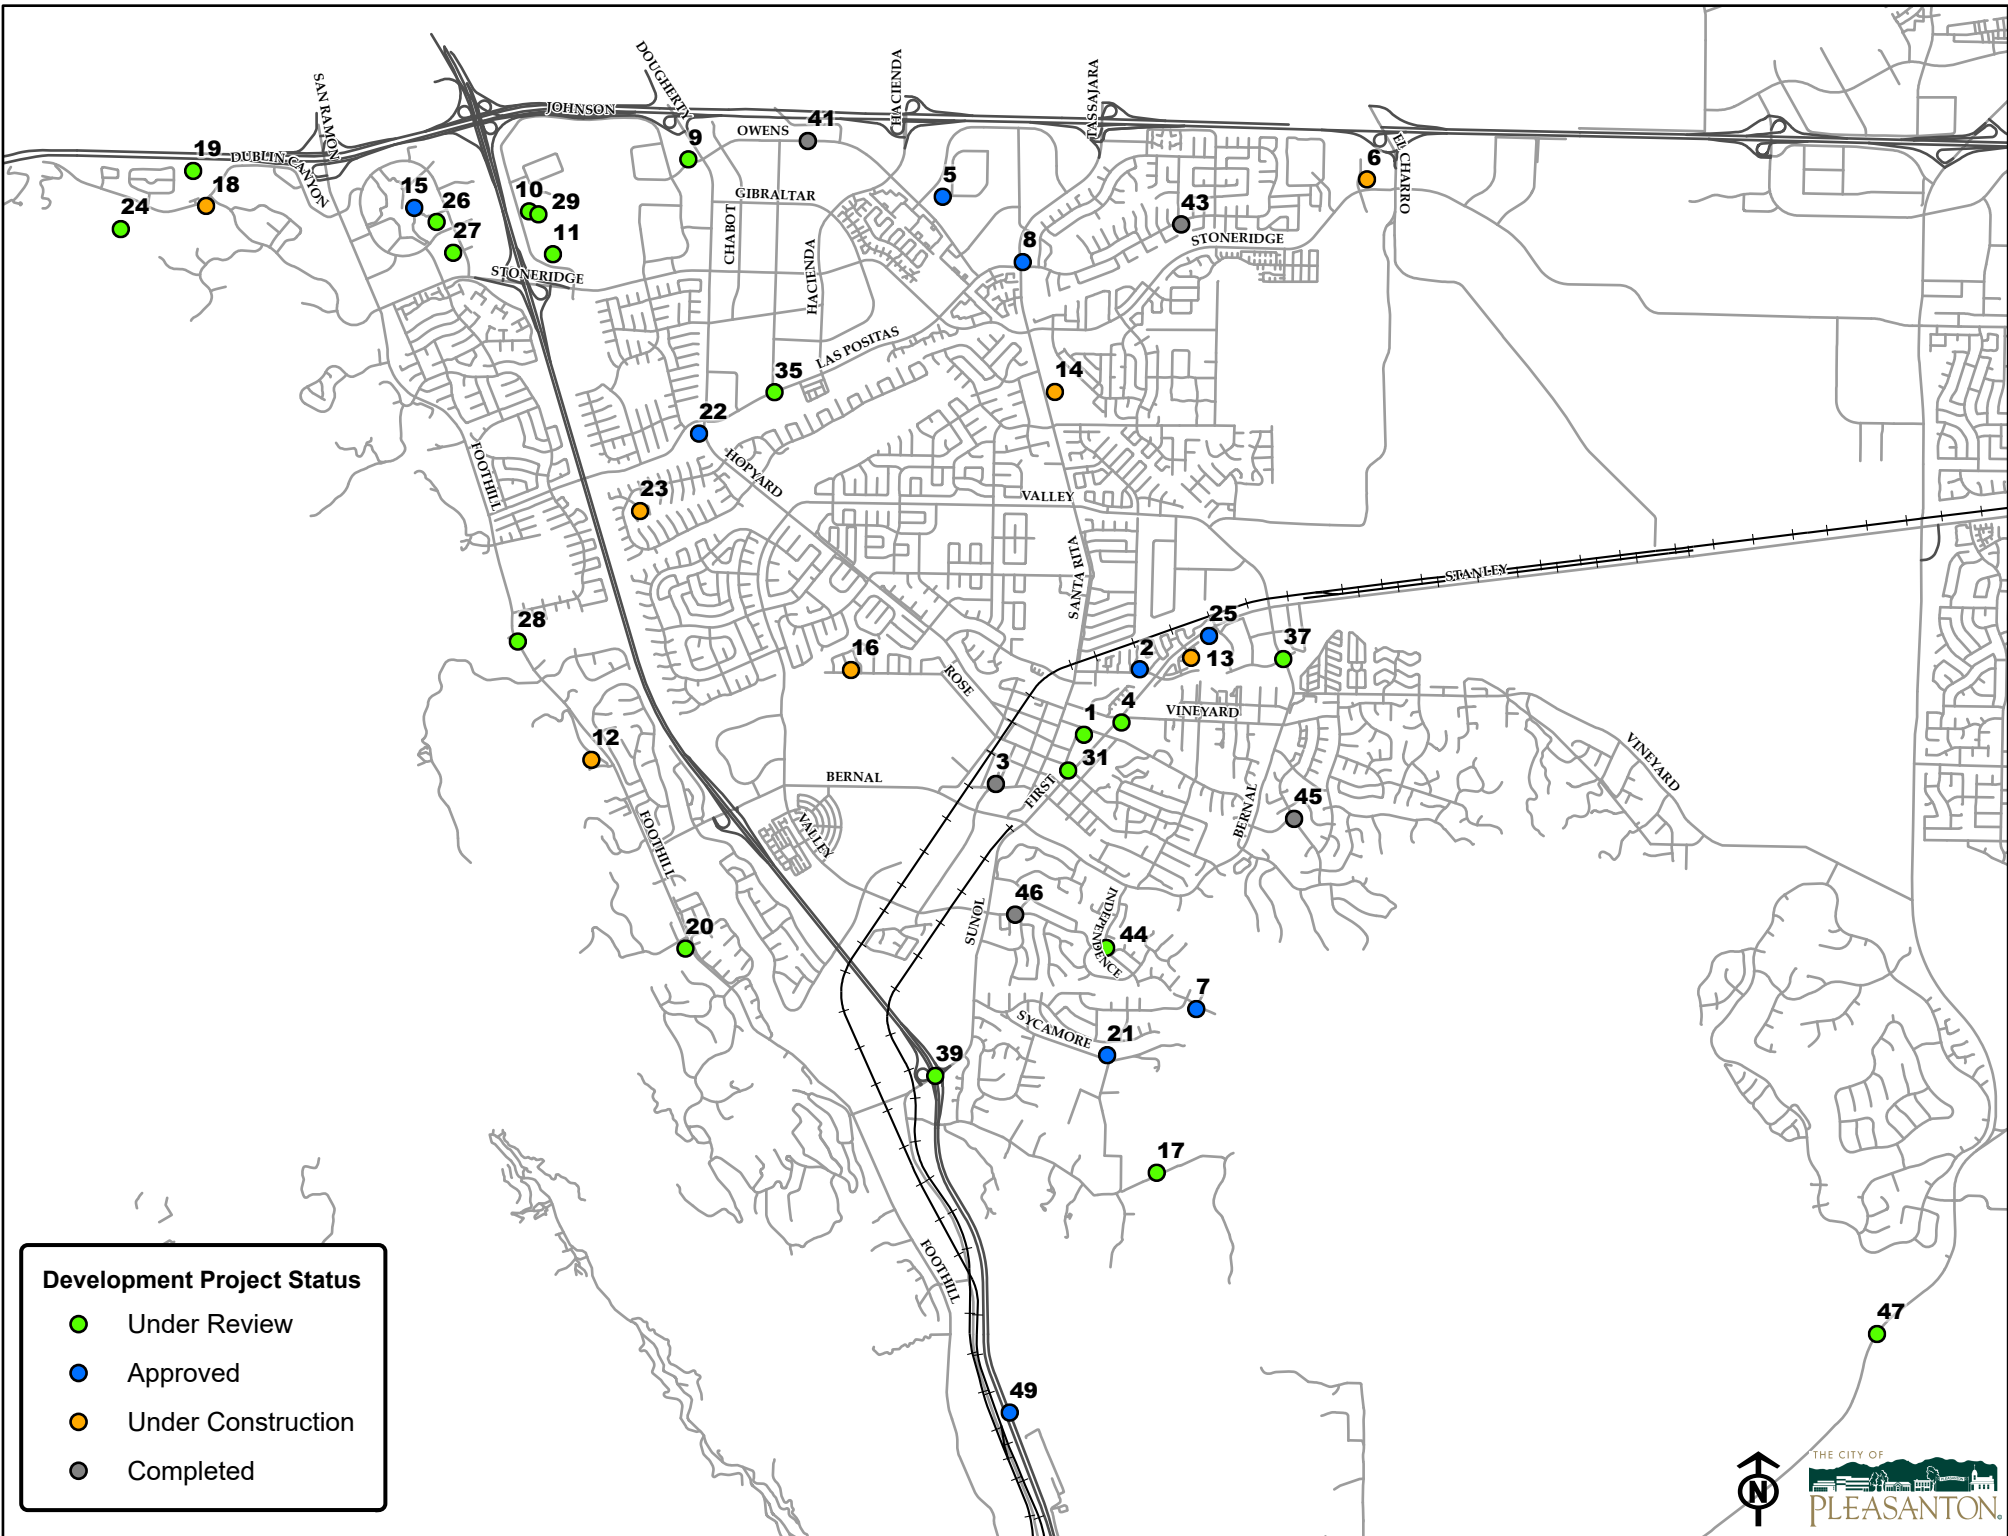 SAN RAMON
DOUGHERTY
HACIENDA
TASSAJARA
JOHNSON
OWENS
41
9
EL CHARRO
6
19
DUBLIN CANYON
18
24
15
26
27
10
29
11
GIBRALTAR
CHABOT
HACIENDA
5
43
STONERIDGE
8
STONERIDGE
LAS POSITAS
35
14
22
HOPYARD
FOOTHILL
23
VALLEY
SANTA RITA
STANLEY
28
25
37
2
13
16
ROSE
4
1
VINEYARD
VINEYARD
12
31
3
BERNAL
FIRST
BERNAL
45
FOOTHILL
VALLEY
46
SUNOL
INDEPENDENCE
44
20
7
SYCAMORE
21
39
17
FOOTHILL
47
49
Development Project Status
Under Review
Approved
Under Construction
Completed
N
THE CITY OF
PLEASANTON